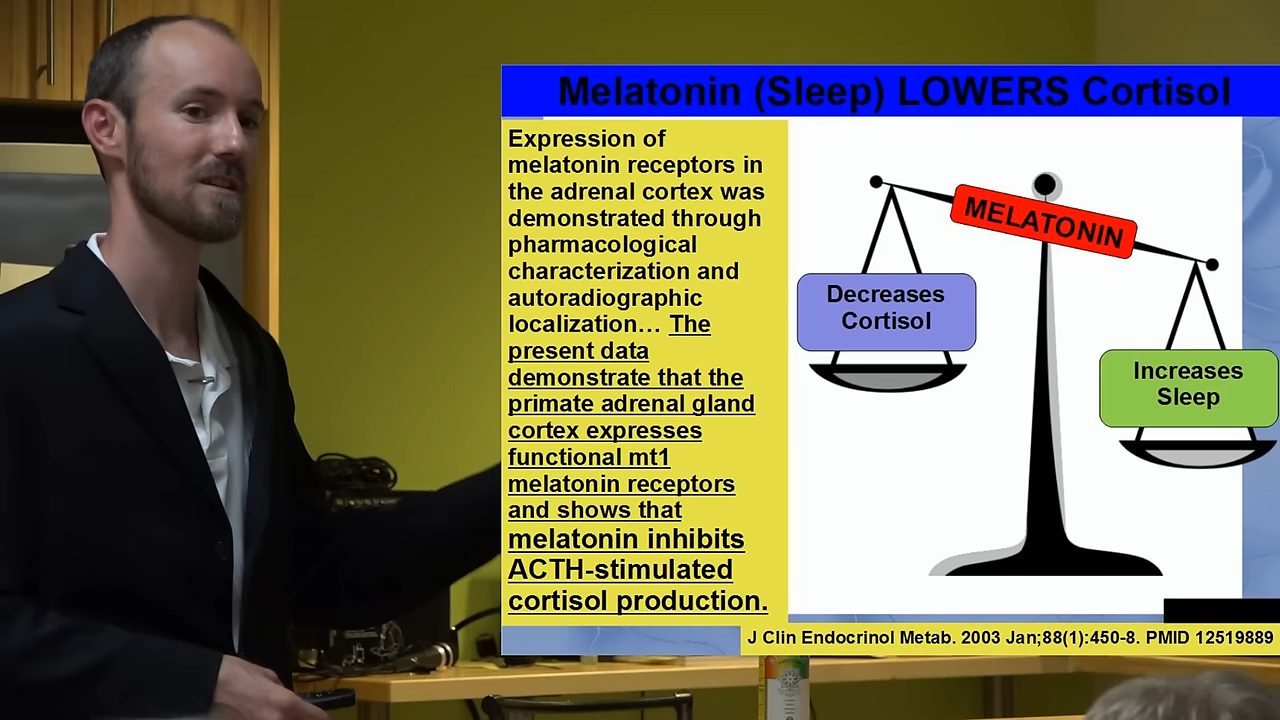 Melatonin (Sleep) LOWERS Cortisol
Expression of
melatonin receptors in
the adrenal cortex was
demonstrated through
pharmacological
characterization and
autoradiographic
localization... The
present data
demonstrate that the
primate adrenal gland
cortex expresses
functional mt1
melatonin receptors
and shows that
melatonin inhibits
ACTH-stimulated
cortisol production.
MELATONIN
Decreases
Cortisol
Increases
Sleep
J Clin Endocrinol Metab. 2003 Jan;88(1):450-8. PMID 12519889